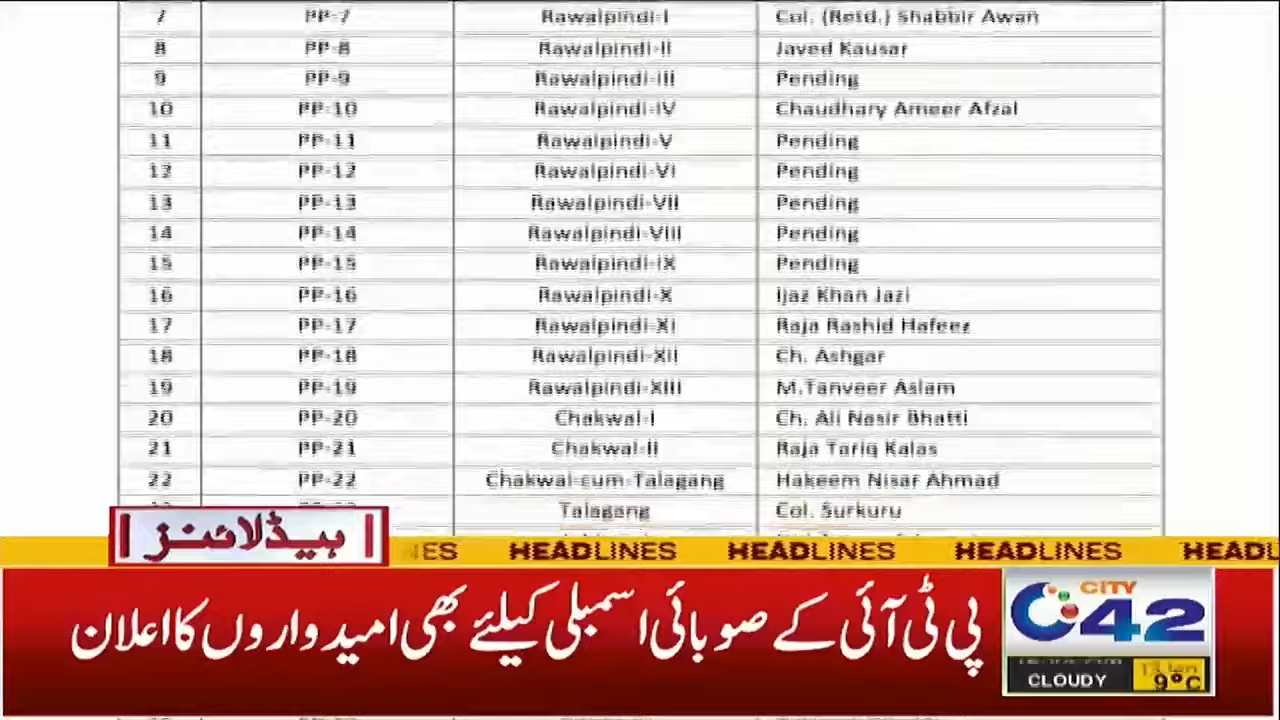 7 PP-7 Rawalpindi-I Col. (Retd.) Shabbir Awan
8 PP-8 Rawalpindi-II Javed Kausar
9 PP-9 Rawalpindi-III Pending
10 PP-10 Rawalpindi-IV Chaudhary Ameer Afzal
11 PP-11 Rawalpindi-V Pending
12 PP-12 Rawalpindi-VI Pending
13 PP-13 Rawalpindi-VII Pending
14 PP-14 Rawalpindi-VIII Pending
15 PP-15 Rawalpindi-IX Pending
16 PP-16 Rawalpindi-X Ijaz Khan Jazi
17 PP-17 Rawalpindi-XI Raja Rashid Hafeez
18 PP-18 Rawalpindi-XII Ch. Ashgar
19 PP-19 Rawalpindi-XIII M.Tanveer Aslam
20 PP-20 Chakwal-I Ch. Ali Nasir Bhatti
21 PP-21 Chakwal-II Raja Tariq Kalas
22 PP-22 Chakwal-cum-Talagang Hakeem Nisar Ahmad
Talagang Col. Surkuru
ہیڈلائنز
HEADLINES HEADLINES HEADLINES
پی ٹی آئی کے صوبائی اسمبلی کیلئے بھی امیدواروں کا اعلان
CITY
42
CLOUDY 9°C